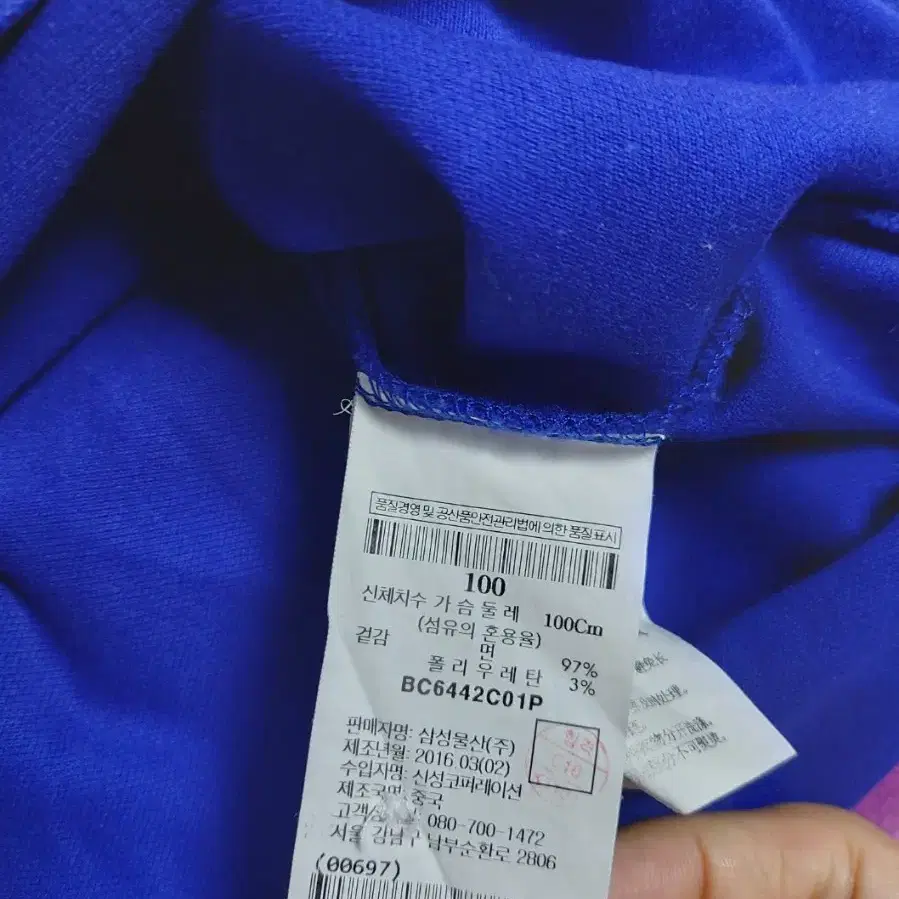 품질경영 및 공산품안전관리법에 의한 품질표시
100
신체치수 가슴둘레 100Cm
(섬유의 혼용율)
겉감 면 97%
폴리우레탄 3%
BC6442C01P
판매자명: 삼성물산(주)
제조년월: 2016.03(02)
수입자명: 신성코퍼레이션
제조국명: 중국
080-700-1472
서울 강남구 남부순환로 2806
(00697)